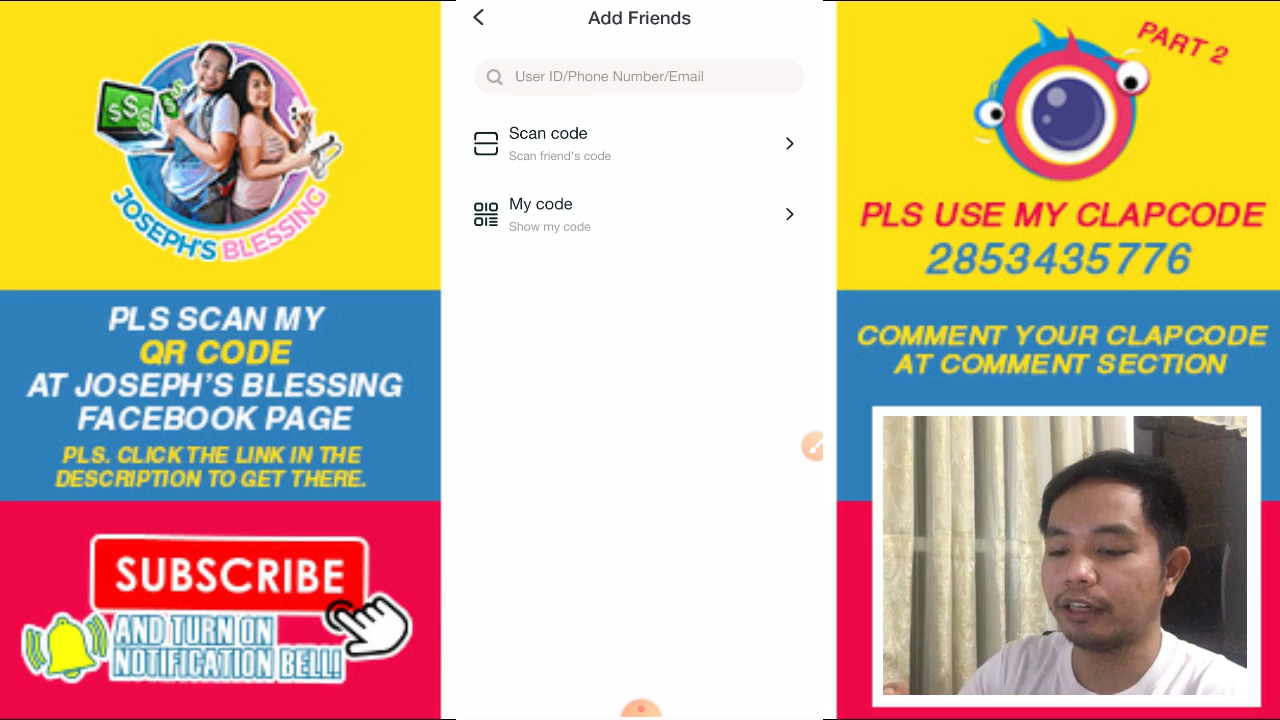 JOSEPH'S BLESSING
PLS SCAN MY
QR CODE
AT JOSEPH'S BLESSING
FACEBOOK PAGE
PLS. CLICK THE LINK IN THE
DESCRIPTION TO GET THERE.
SUBSCRIBE
AND TURN ON
NOTIFICATION BELL!
Add Friends
User ID/Phone Number/Email
Scan code
Scan friend's code
My code
Show my code
PART 2
PLS USE MY CLAPCODE
2853435776
COMMENT YOUR CLAPCODE
AT COMMENT SECTION